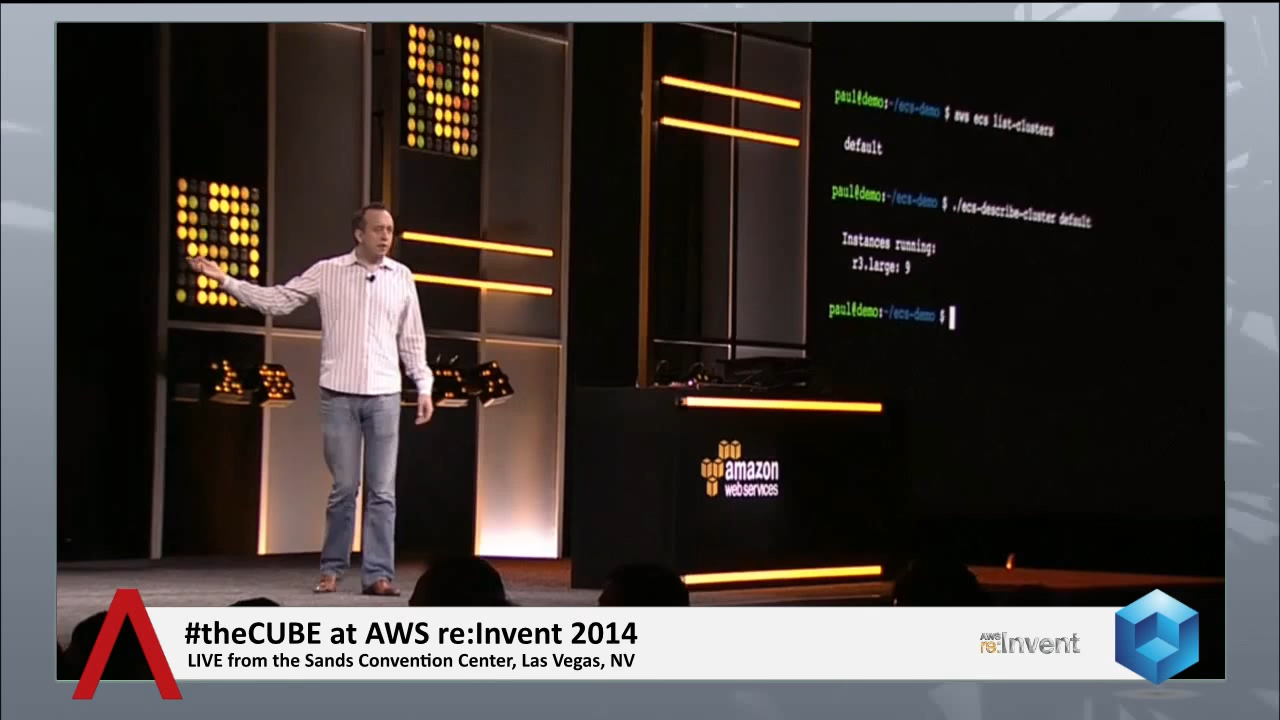 paul@demo:~/ecs-demo $ aws ecs list-clusters
default
paul@demo:~/ecs-demo $ ./ecs-describe-cluster default
Instances running:
r3.large: 9
paul@demo:~/ecs-demo $
amazon
web services
#theCUBE at AWS re:Invent 2014
LIVE from the Sands Convention Center, Las Vegas, NV
AWS
re:Invent